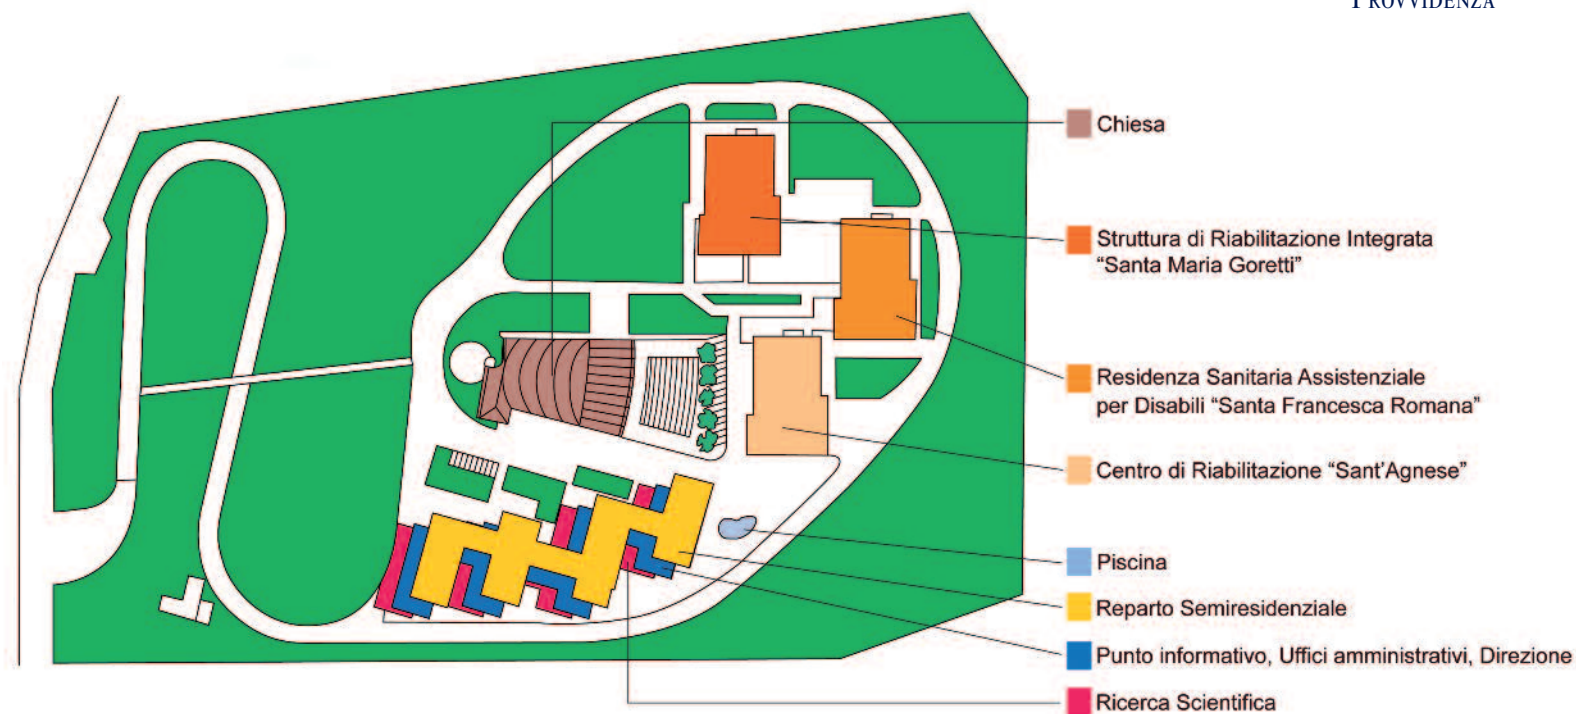 PROVVIDENZA
Chiesa
Struttura di Riabilitazione Integrata
“Santa Maria Goretti”
Residenza Sanitaria Assistenziale
per Disabili “Santa Francesca Romana”
Centro di Riabilitazione “Sant’Agnese”
Piscina
Reparto Semiresidenziale
Punto informativo, Uffici amministrativi, Direzione
Ricerca Scientifica